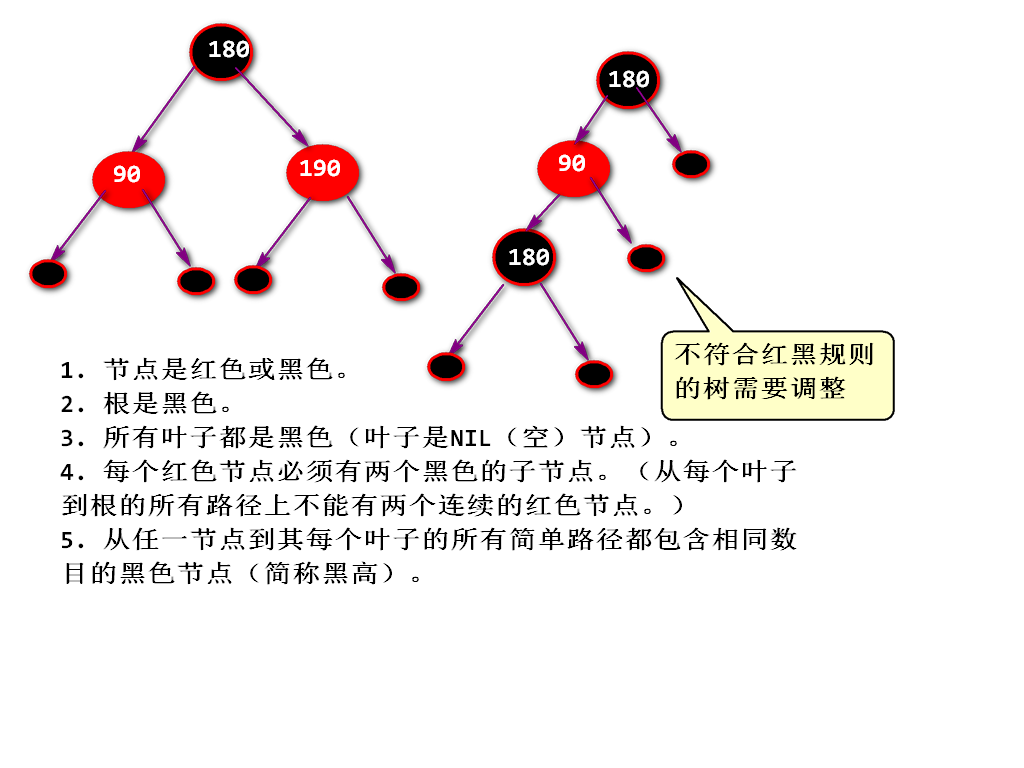 180
90
190
180
90
180
不符合红黑规则
的树需要调整
1. 节点是红色或黑色。
2. 根是黑色。
3. 所有叶子都是黑色（叶子是NIL（空）节点）。
4. 每个红色节点必须有两个黑色的子节点。（从每个叶子
到根的所有路径上不能有两个连续的红色节点。）
5. 从任一节点到其每个叶子的所有简单路径都包含相同数
目的黑色节点（简称黑高）。